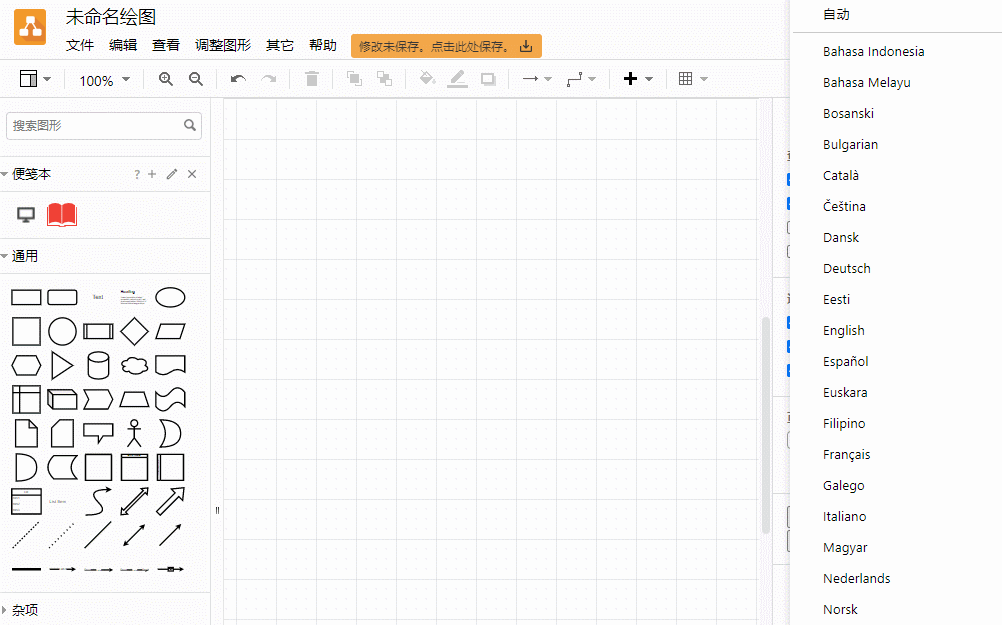 未命名绘图
文件 编辑 查看 调整图形 其它 帮助 修改未保存。点击此处保存。
100%
搜索图形
便笺本 ?
通用
Text
Heading
List Item
杂项
自动
Bahasa Indonesia
Bahasa Melayu
Bosanski
Bulgarian
Català
Čeština
Dansk
Deutsch
Eesti
English
Español
Euskara
Filipino
Français
Galego
Italiano
Magyar
Nederlands
Norsk